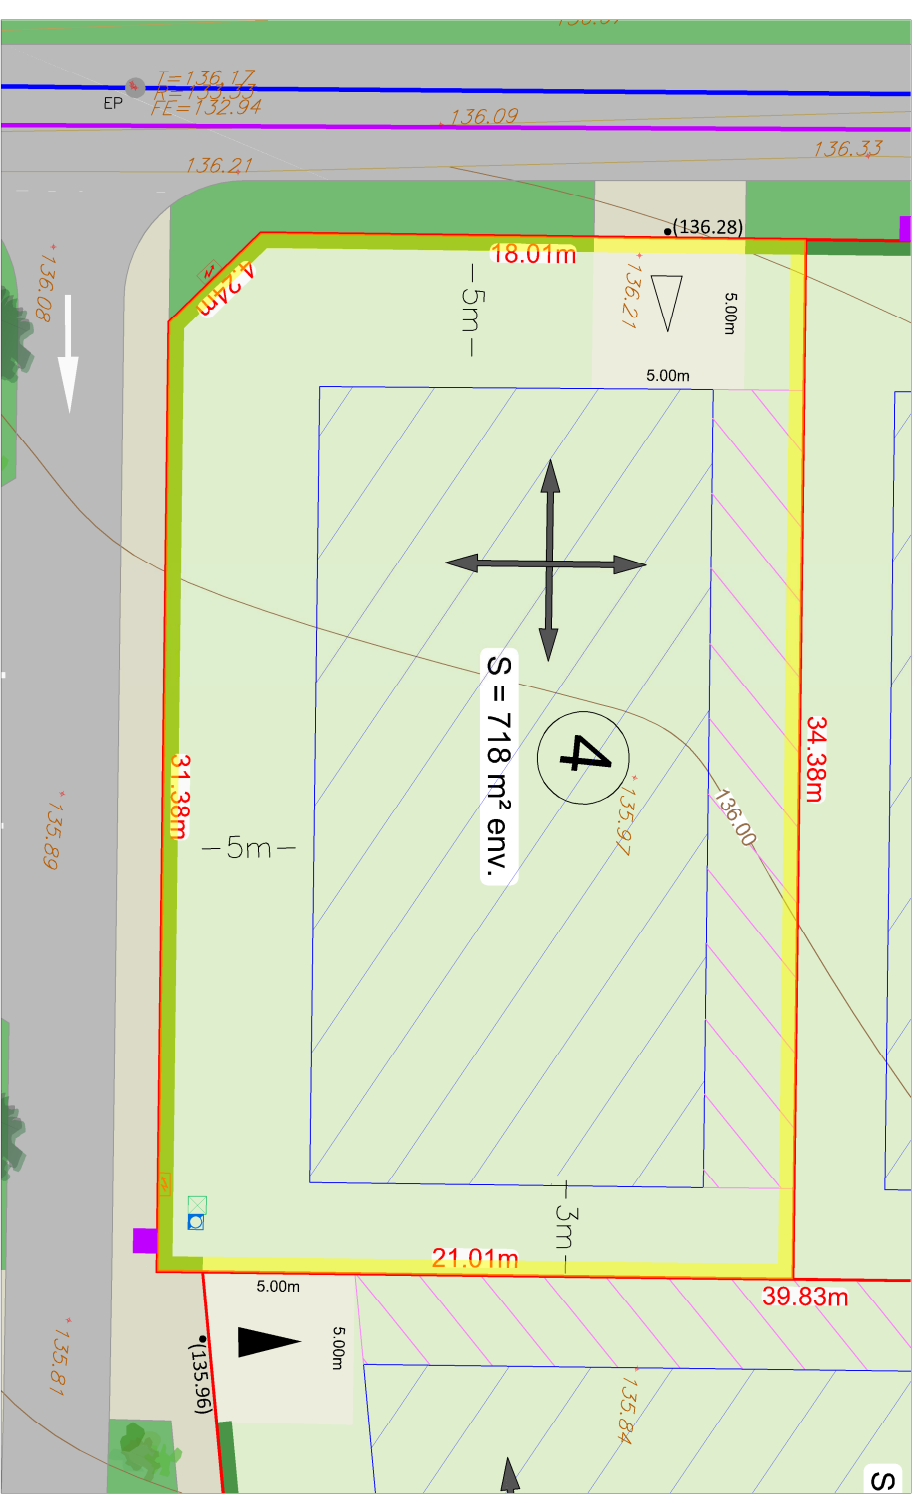 T=136.17
R=133.33
FE=132.94
EP
136.09
136.33
136.21
(136.28)
18.01m
4.24m
136.08
5m
136.21
5.00m
5.00m
S = 718 m² env.
4
34.38m
31.38m
135.97
136.00
135.89
5m
3m
21.01m
39.83m
5.00m
5.00m
(135.96)
135.81
135.84
S